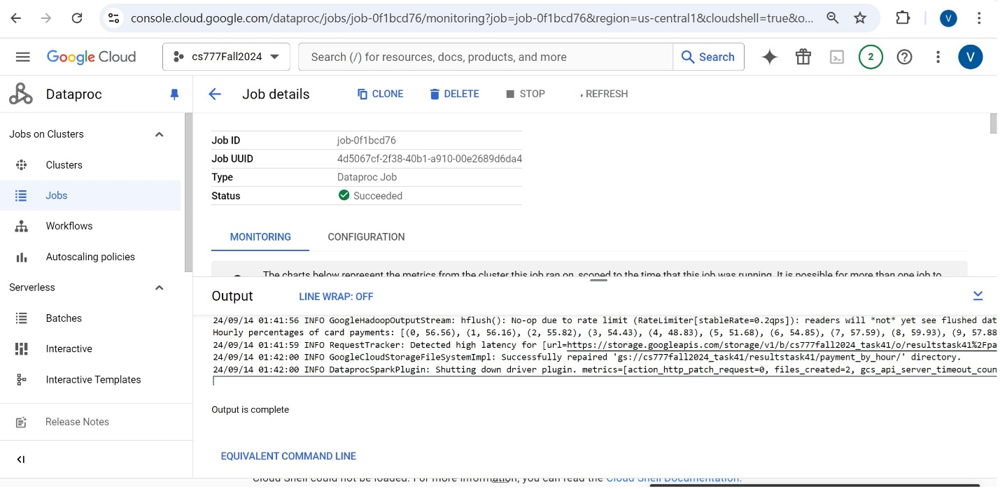 console.cloud.google.com/dataproc/jobs/job-0f1bcd76/monitoring?job=job-0f1bcd76&region=us-central1&cloudshell=true&o...
V
Google Cloud
cs777Fall2024
Search (/) for resources, docs, products, and more
Search
2
V
Dataproc
Job details
CLONE
DELETE
STOP
REFRESH
Jobs on Clusters
Clusters
Jobs
Workflows
Autoscaling policies
Serverless
Batches
Interactive
Interactive Templates
Release Notes
Job ID job-0f1bcd76
Job UUID 4d5067cf-2f38-40b1-a910-00e2689d6da4
Type Dataproc Job
Status Succeeded
MONITORING
CONFIGURATION
The charts below represent the metrics from the cluster this job ran on, scoped to the time that this job was running. It is possible for more than one job to
Output
LINE WRAP: OFF
24/09/14 01:41:56 INFO GoogleHadoopOutputStream: hflush(): No-op due to rate limit (RateLimiter[stableRate=0.2qps]): readers will *not* yet see flushed dat
Hourly percentages of card payments: [(0, 56.56), (1, 56.16), (2, 55.82), (3, 54.43), (4, 48.83), (5, 51.68), (6, 54.85), (7, 57.59), (8, 59.93), (9, 57.88
24/09/14 01:41:59 INFO RequestTracker: Detected high latency for [url=https://storage.googleapis.com/storage/v1/b/cs777fall2024_task41/o/resultstask41%2Fpa
24/09/14 01:42:00 INFO GoogleCloudStorageFileSystemImpl: Successfully repaired 'gs://cs777fall2024_task41/resultstask41/payment_by_hour/' directory.
24/09/14 01:42:00 INFO DataprocSparkPlugin: Shutting down driver plugin. metrics=[action_http_patch_request=0, files_created=2, gcs_api_server_timeout_coun
Output is complete
EQUIVALENT COMMAND LINE
Cloud Shell could not be loaded. For more information, you can read the Cloud Shell Documentation.